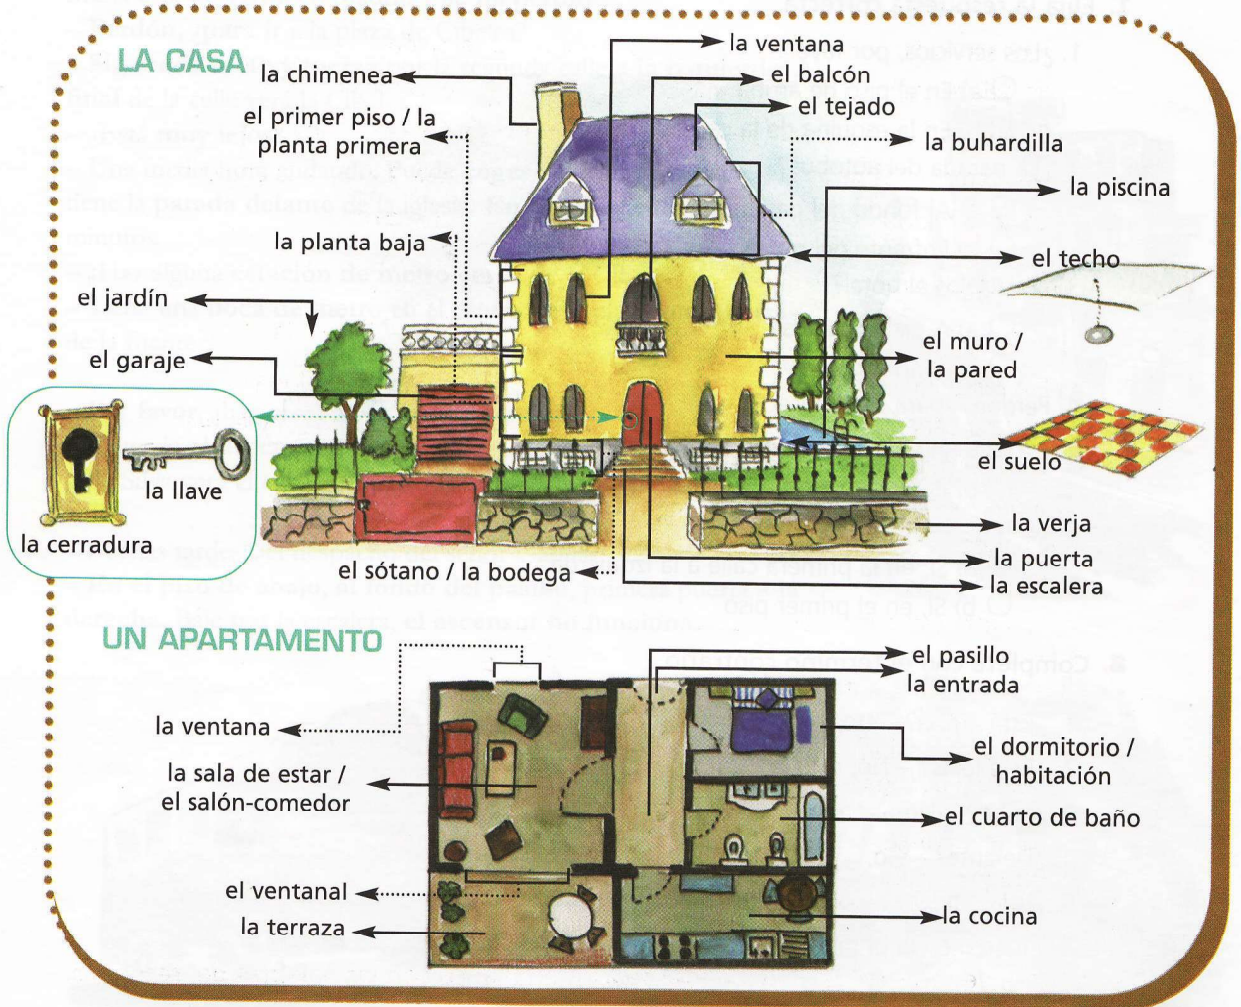 LA CASA
la chimenea
el primer piso / la
planta primera
la planta baja
el jardín
el garaje
la llave
la cerradura
el sótano / la bodega
la ventana
el balcón
el tejado
la buhardilla
la piscina
el techo
el muro /
la pared
el suelo
la verja
la puerta
la escalera
UN APARTAMENTO
la ventana
la sala de estar /
el salón-comedor
el ventanal
la terraza
el pasillo
la entrada
el dormitorio /
habitación
el cuarto de baño
la cocina